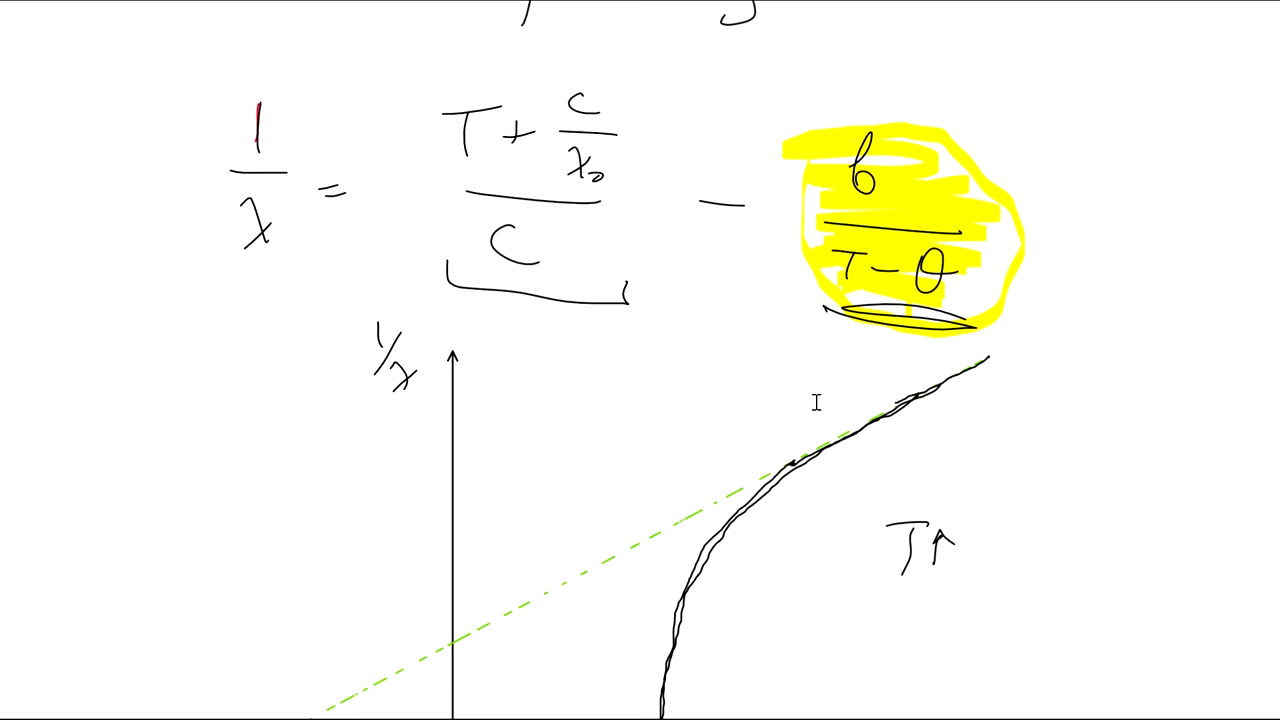 1/χ = (T + C/χ₀)/C − b/(T − θ)
1/χ
T↑